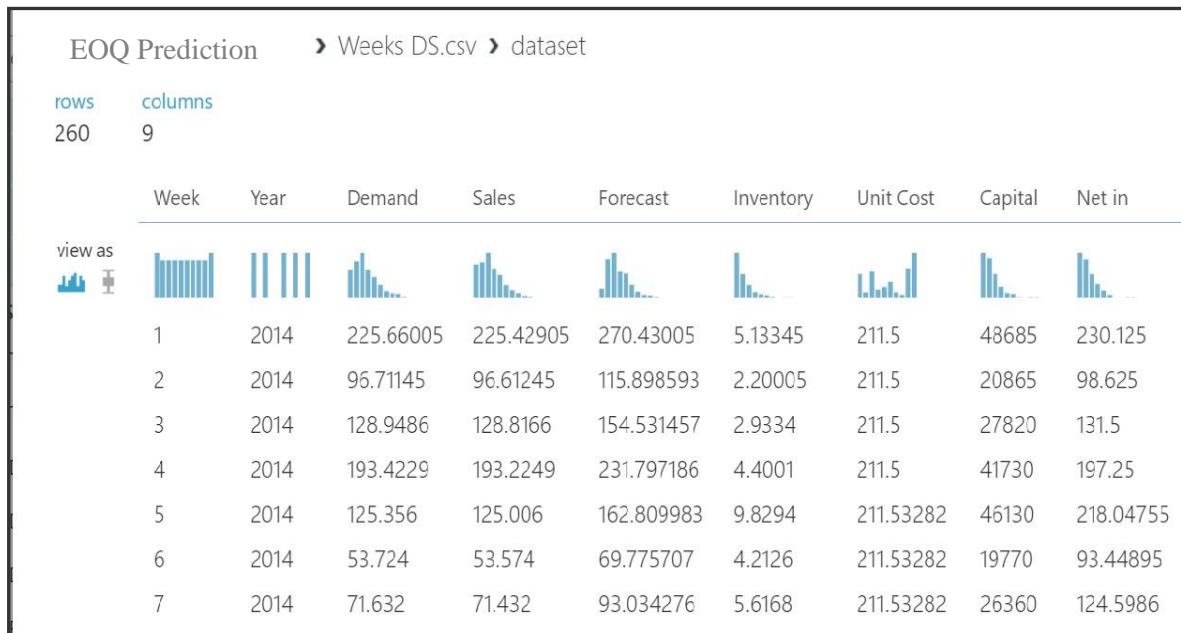 EOQ Prediction › Weeks DS.csv › dataset
rows columns
260 9
Week Year Demand Sales Forecast Inventory Unit Cost Capital Net in
view as
1 2014 225.66005 225.42905 270.43005 5.13345 211.5 48685 230.125
2 2014 96.71145 96.61245 115.898593 2.20005 211.5 20865 98.625
3 2014 128.9486 128.8166 154.531457 2.9334 211.5 27820 131.5
4 2014 193.4229 193.2249 231.797186 4.4001 211.5 41730 197.25
5 2014 125.356 125.006 162.809983 9.8294 211.53282 46130 218.04755
6 2014 53.724 53.574 69.775707 4.2126 211.53282 19770 93.44895
7 2014 71.632 71.432 93.034276 5.6168 211.53282 26360 124.5986